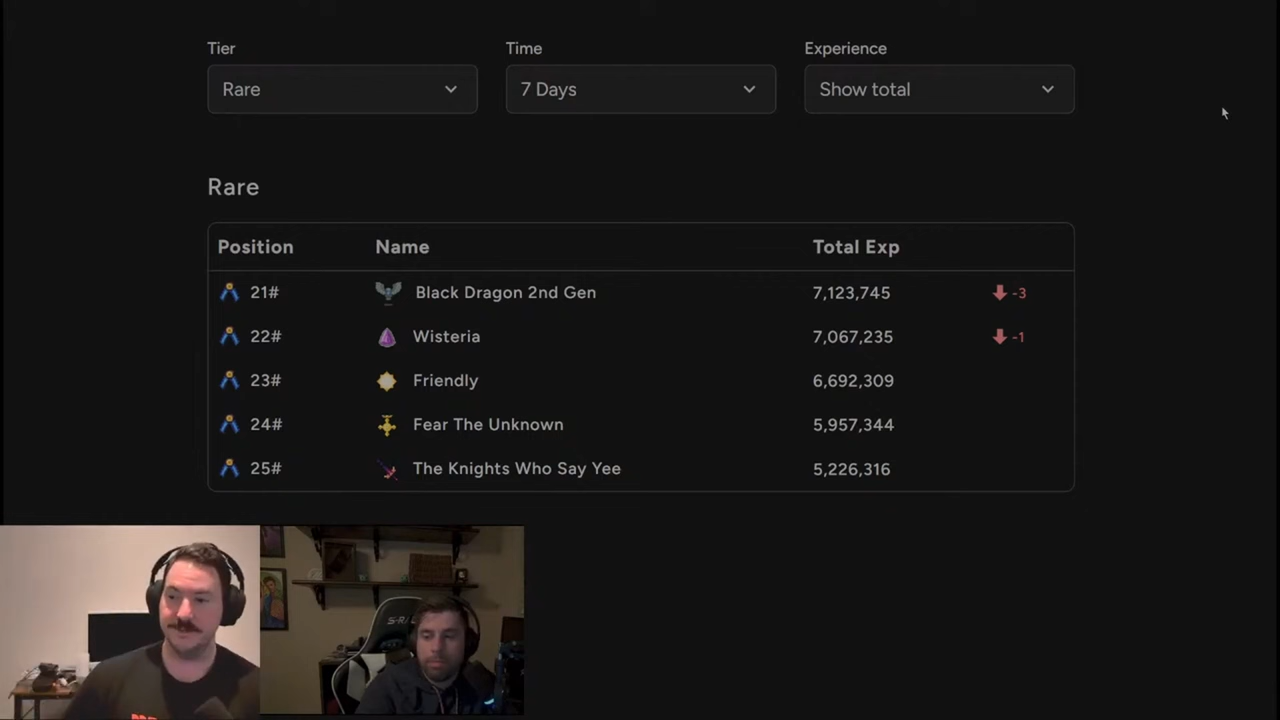 Tier Time Experience
Rare 7 Days Show total
Rare
Position Name Total Exp
21# Black Dragon 2nd Gen 7,123,745 -3
22# Wisteria 7,067,235 -1
23# Friendly 6,692,309
24# Fear The Unknown 5,957,344
25# The Knights Who Say Yee 5,226,316